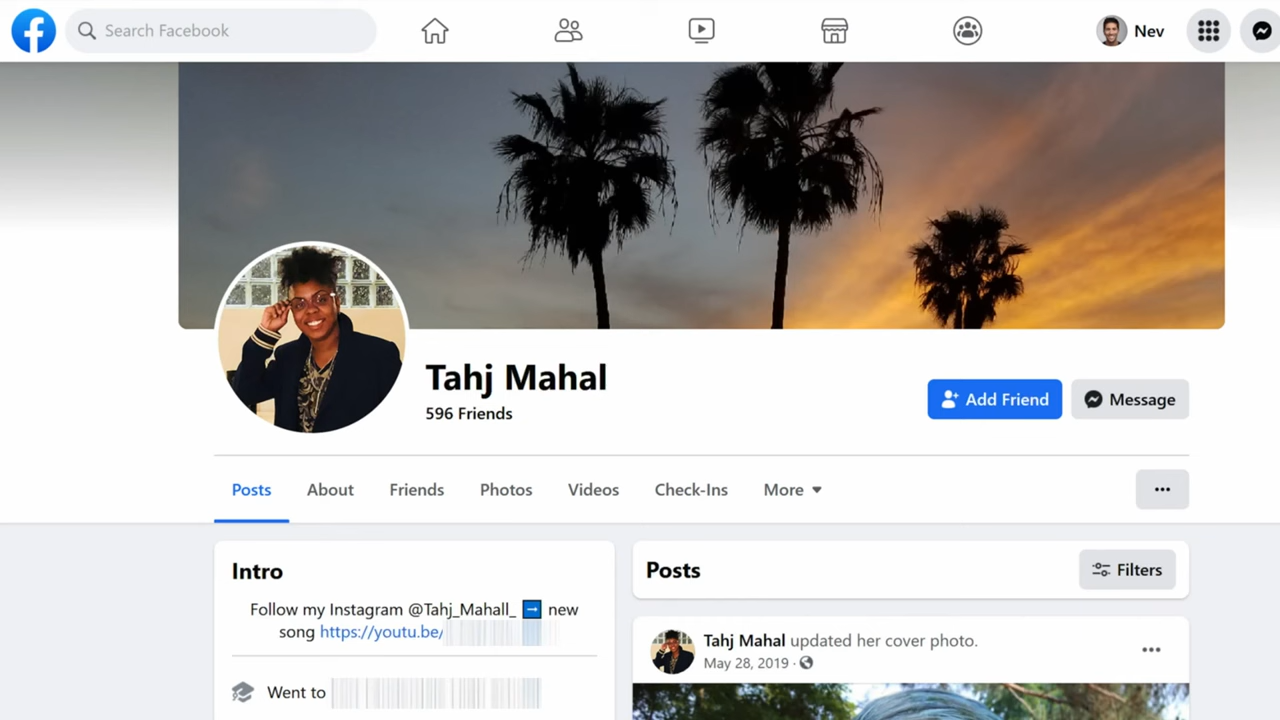 Search Facebook
Nev
Tahj Mahal
596 Friends
Add Friend
Message
Posts
About
Friends
Photos
Videos
Check-Ins
More
Intro
Follow my Instagram @Tahj_Mahall_ ➡ new
song https://youtu.be/
Went to
Posts
Filters
Tahj Mahal updated her cover photo.
May 28, 2019 ·